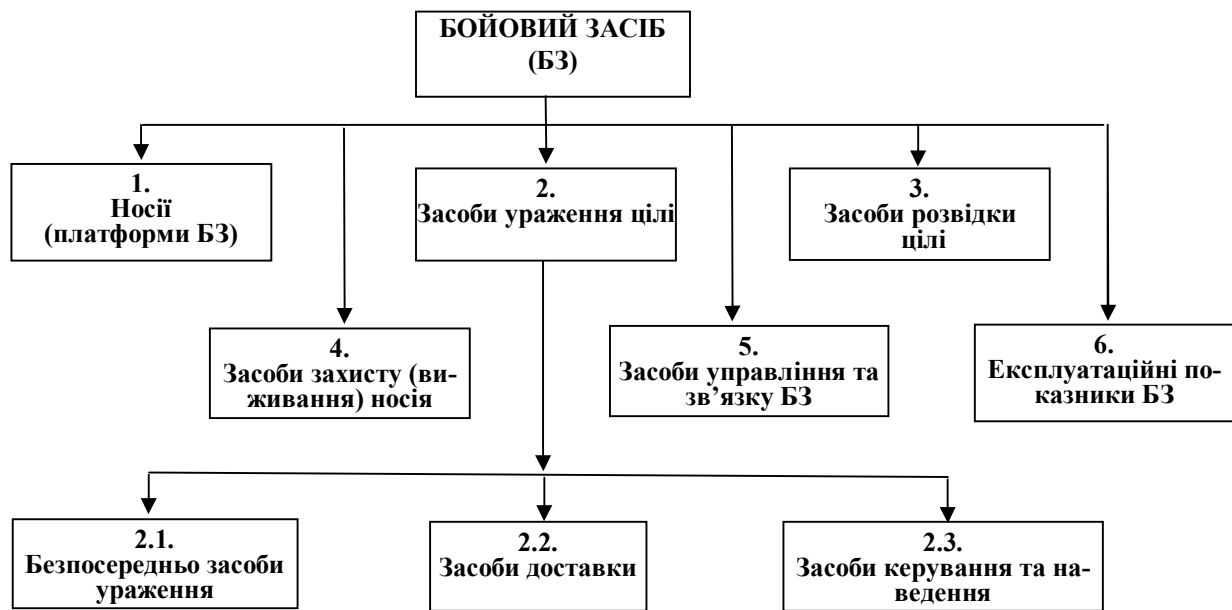 БОЙОВИЙ ЗАСІБ
(БЗ)
1.
Носії
(платформи БЗ)
2.
Засоби ураження цілі
3.
Засоби розвідки
цілі
4.
Засоби захисту (ви-
живання) носія
5.
Засоби управління та
зв’язку БЗ
6.
Експлуатаційні по-
казники БЗ
2.1.
Безпосередньо засоби
ураження
2.2.
Засоби доставки
2.3.
Засоби керування та на-
ведення